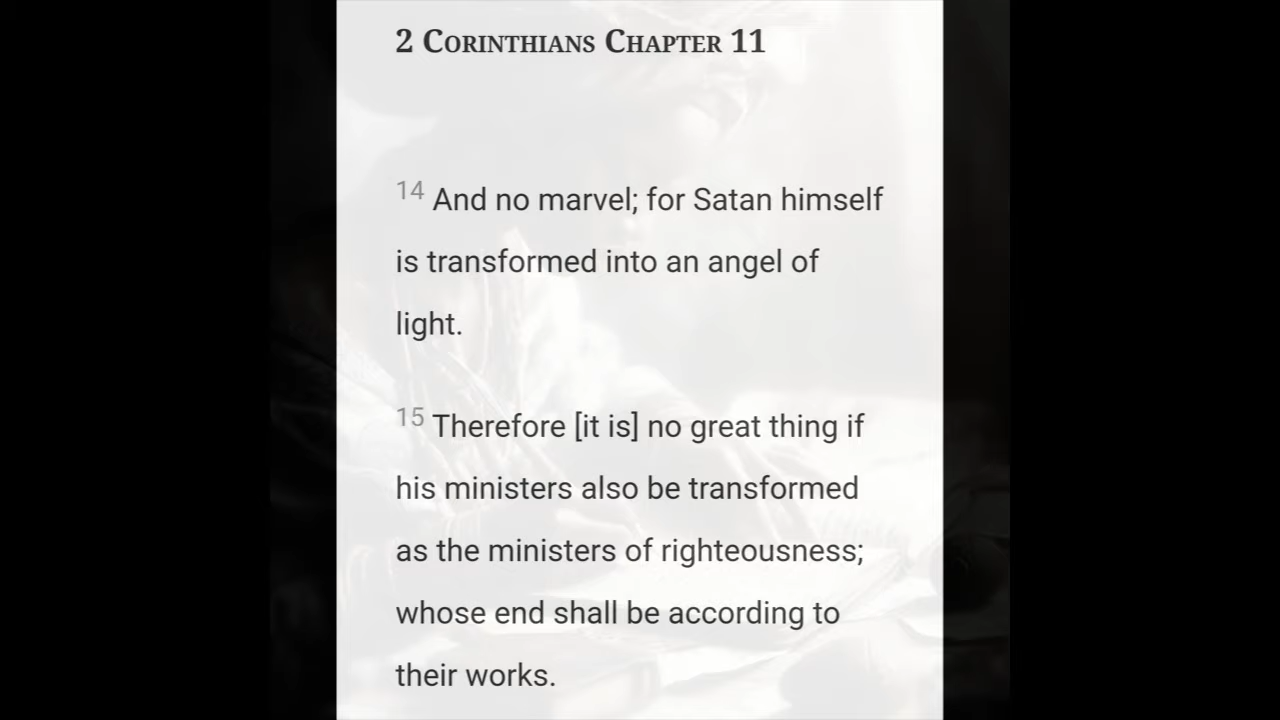 2 Corinthians Chapter 11
14 And no marvel; for Satan himself
is transformed into an angel of
light.
15 Therefore [it is] no great thing if
his ministers also be transformed
as the ministers of righteousness;
whose end shall be according to
their works.